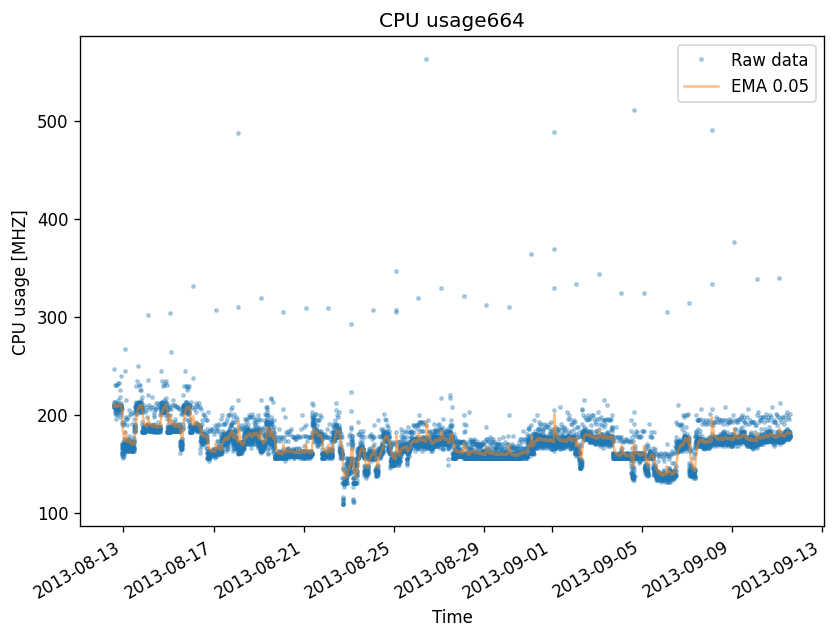 CPU usage664
Raw data
EMA 0.05
CPU usage [MHZ]
500
400
300
200
100
2013-08-13
2013-08-17
2013-08-21
2013-08-25
2013-08-29
2013-09-01
2013-09-05
2013-09-09
2013-09-13
Time